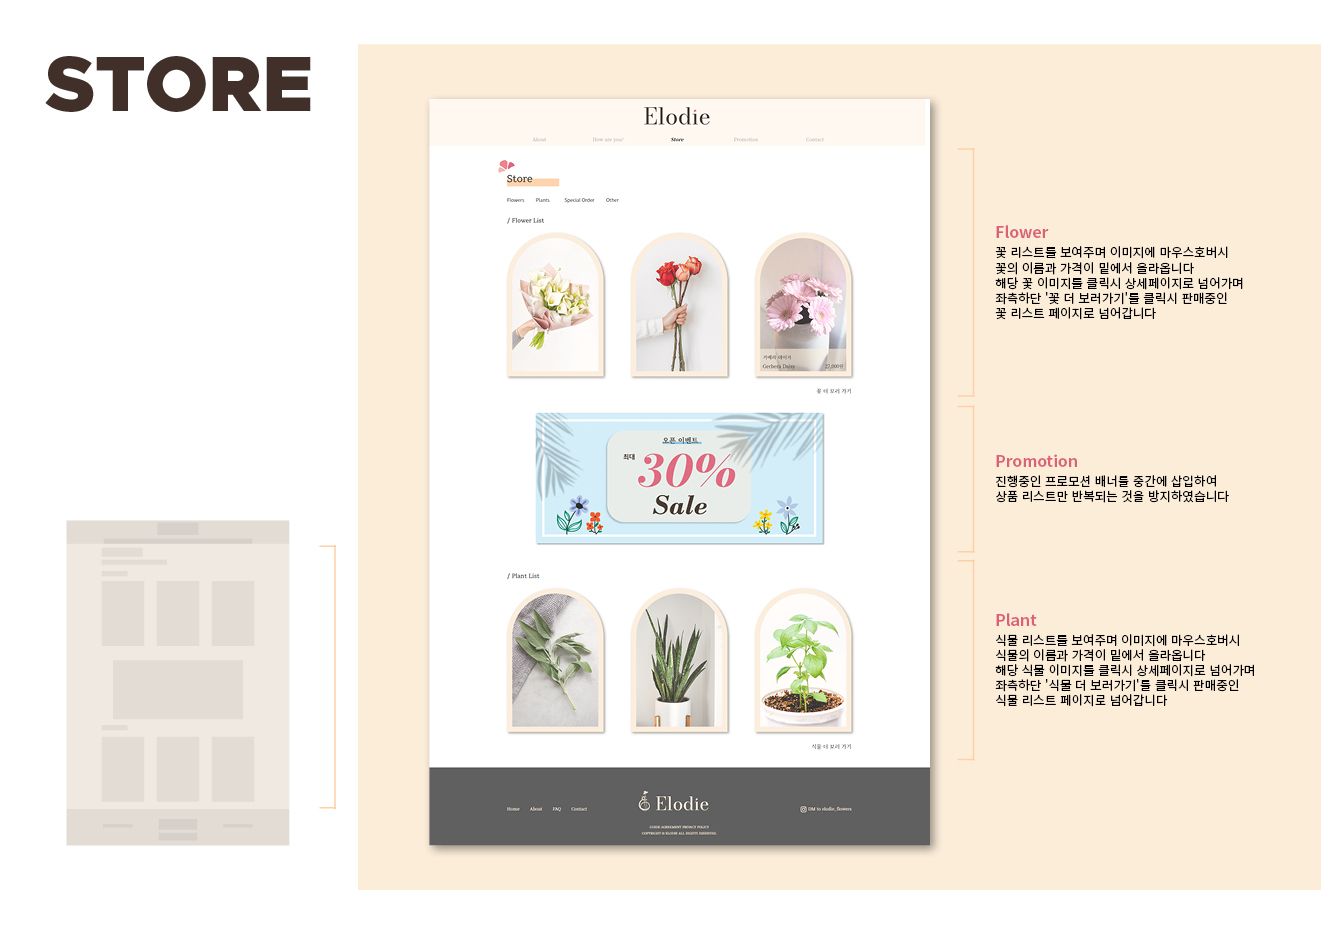 STORE
Elodie
About How are you? Store Promotion Contact
Store
Flowers Plants Special Order Other
/ Flower List
거베라 데이지
Gerbera Daisy 27,000원
꽃 더 보러 가기
오픈 이벤트
최대
30%
Sale
/ Plant List
식물 더 보러 가기
Home About FAQ Contact
Elodie
DM to elodie_flowers
GUIDE AGREEMENT PRIVACY POLICY
COPYRIGHT © ELODIE ALL RIGHTS RESERVED.
Flower
꽃 리스트를 보여주며 이미지에 마우스호버시
꽃의 이름과 가격이 밑에서 올라옵니다
해당 꽃 이미지를 클릭시 상세페이지로 넘어가며
좌측하단 '꽃 더 보러가기'를 클릭시 판매중인
꽃 리스트 페이지로 넘어갑니다
Promotion
진행중인 프로모션 배너를 중간에 삽입하여
상품 리스트만 반복되는 것을 방지하였습니다
Plant
식물 리스트를 보여주며 이미지에 마우스호버시
식물의 이름과 가격이 밑에서 올라옵니다
해당 식물 이미지를 클릭시 상세페이지로 넘어가며
좌측하단 '식물 더 보러가기'를 클릭시 판매중인
식물 리스트 페이지로 넘어갑니다